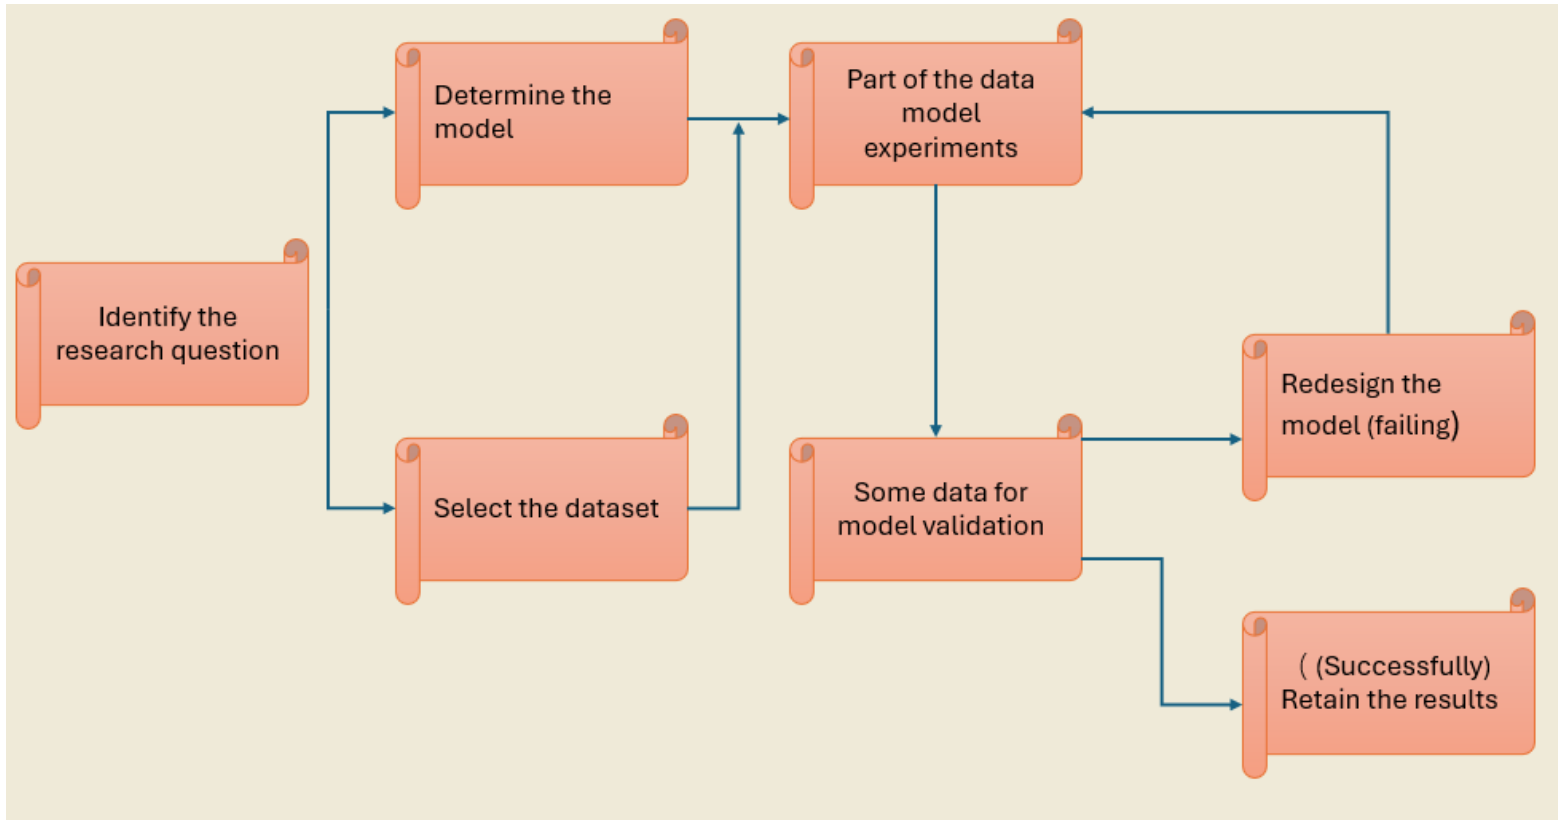 Identify the
research question
Determine the
model
Select the dataset
Part of the data
model
experiments
Some data for
model validation
Redesign the
model (failing)
( (Successfully)
Retain the results